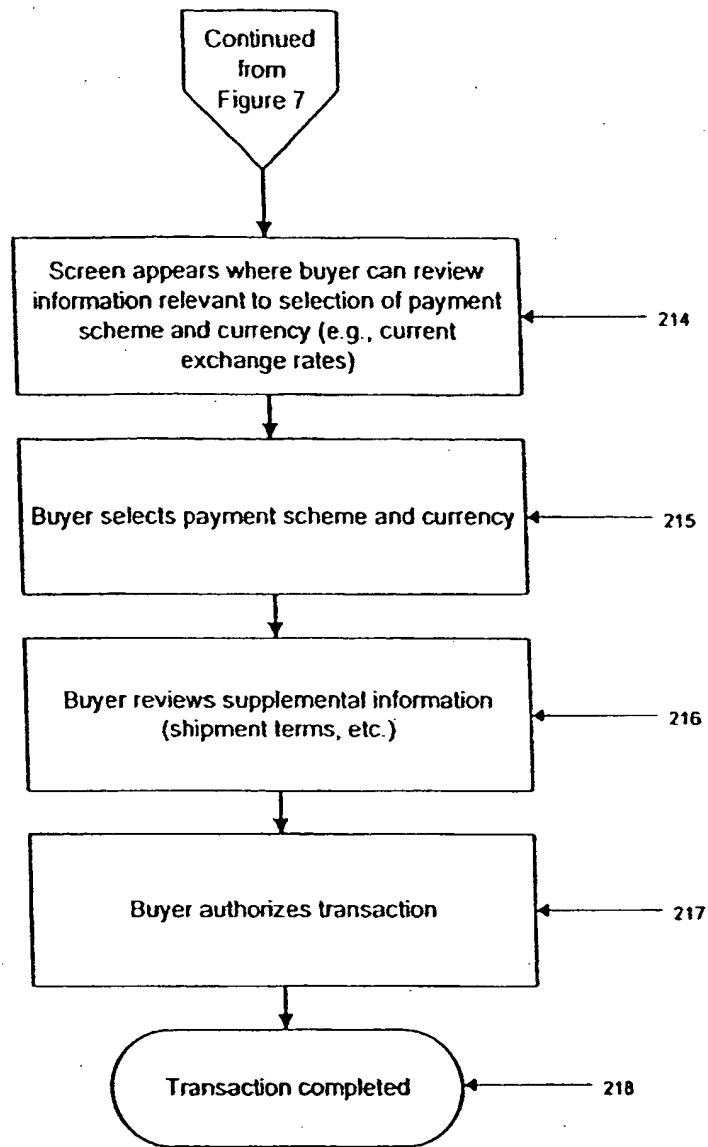 Continued
from
Figure 7
Screen appears where buyer can review
information relevant to selection of payment
scheme and currency (e.g., current
exchange rates)
214
Buyer selects payment scheme and currency
215
Buyer reviews supplemental information
(shipment terms, etc.)
216
Buyer authorizes transaction
217
Transaction completed
218